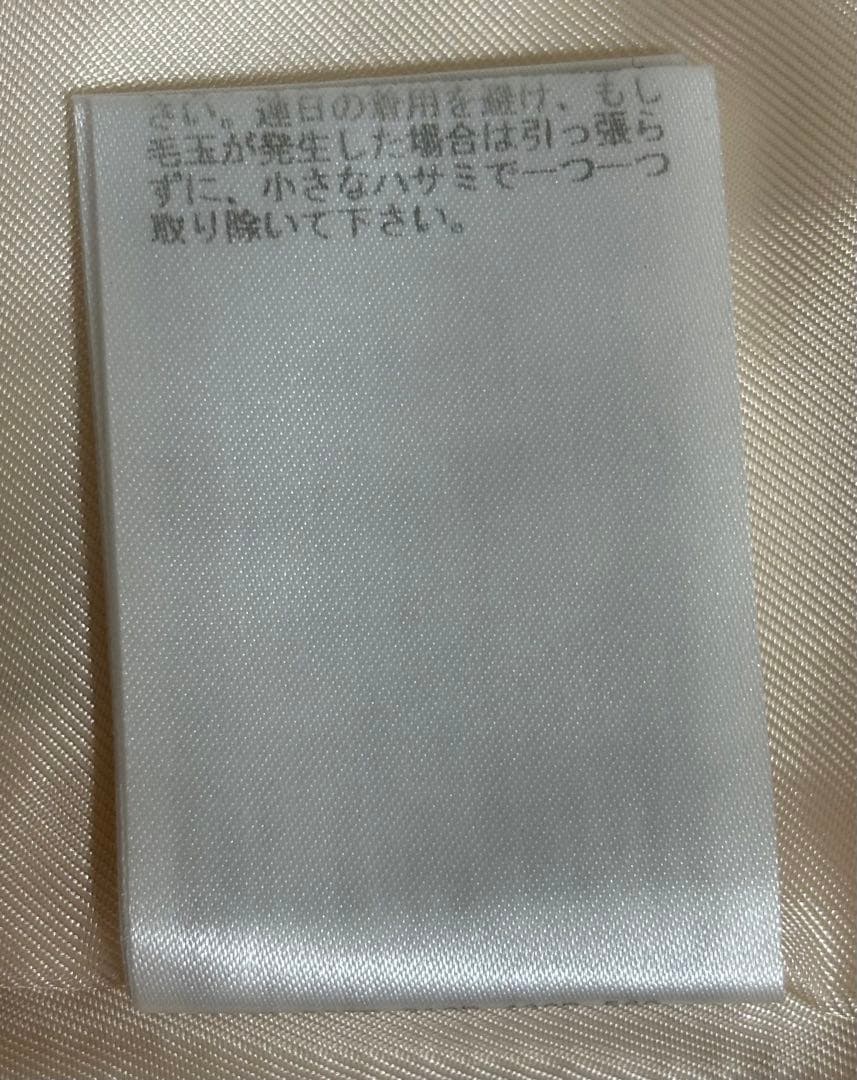 さい。連日の着用を避け、もし
毛玉が発生した場合は引っ張ら
ずに、小さなハサミで一つ一つ
取り除いて下さい。